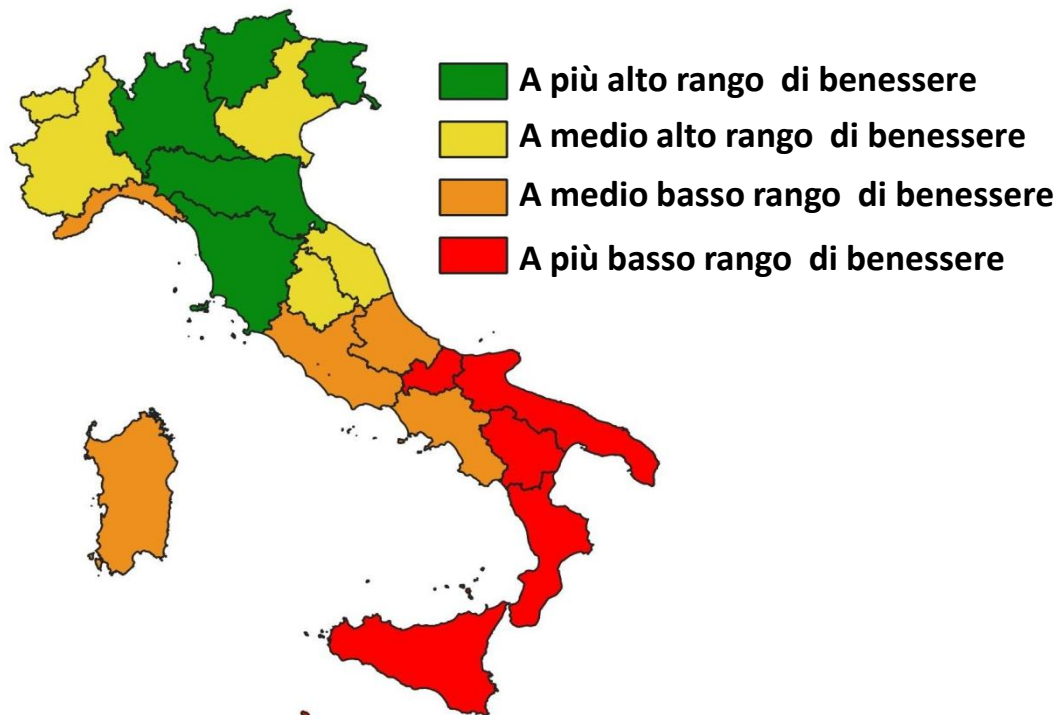 A più alto rango di benessere
A medio alto rango di benessere
A medio basso rango di benessere
A più basso rango di benessere